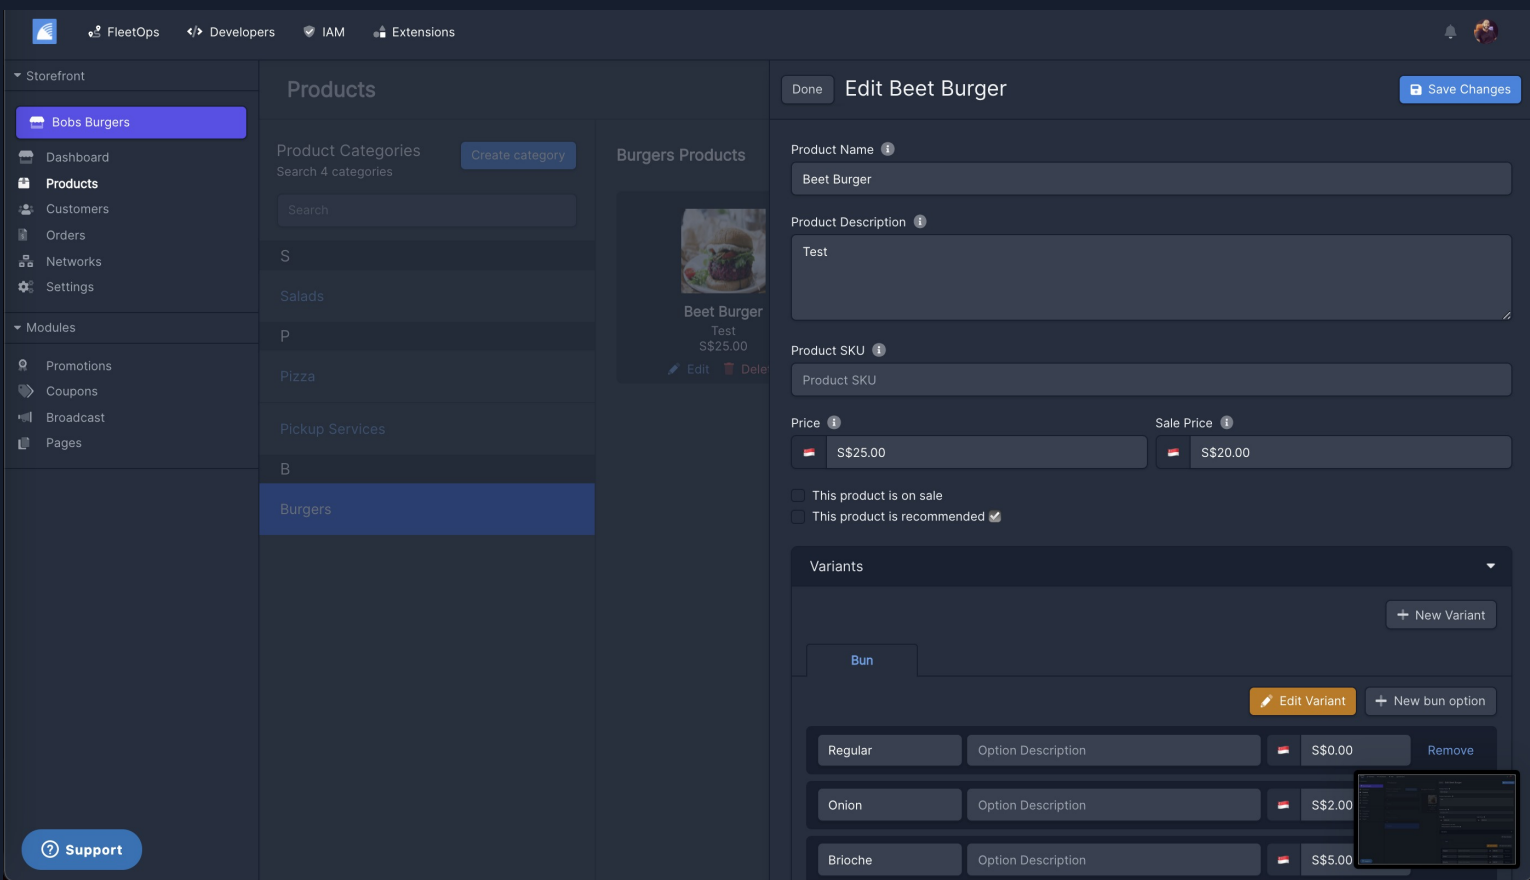 FleetOps Developers IAM Extensions
Storefront
Bobs Burgers
Dashboard
Products
Customers
Orders
Networks
Settings
Modules
Promotions
Coupons
Broadcast
Pages
Support
Products
Product Categories
Search 4 categories
Create category
Search
S
Salads
P
Pizza
Pickup Services
B
Burgers
Burgers Products
Beet Burger
Test
S$25.00
Edit Dele
Done Edit Beet Burger Save Changes
Product Name
Beet Burger
Product Description
Test
Product SKU
Product SKU
Price Sale Price
S$25.00 S$20.00
This product is on sale
This product is recommended
Variants
New Variant
Bun
Edit Variant New bun option
Regular Option Description S$0.00 Remove
Onion Option Description S$2.00
Brioche Option Description S$5.00